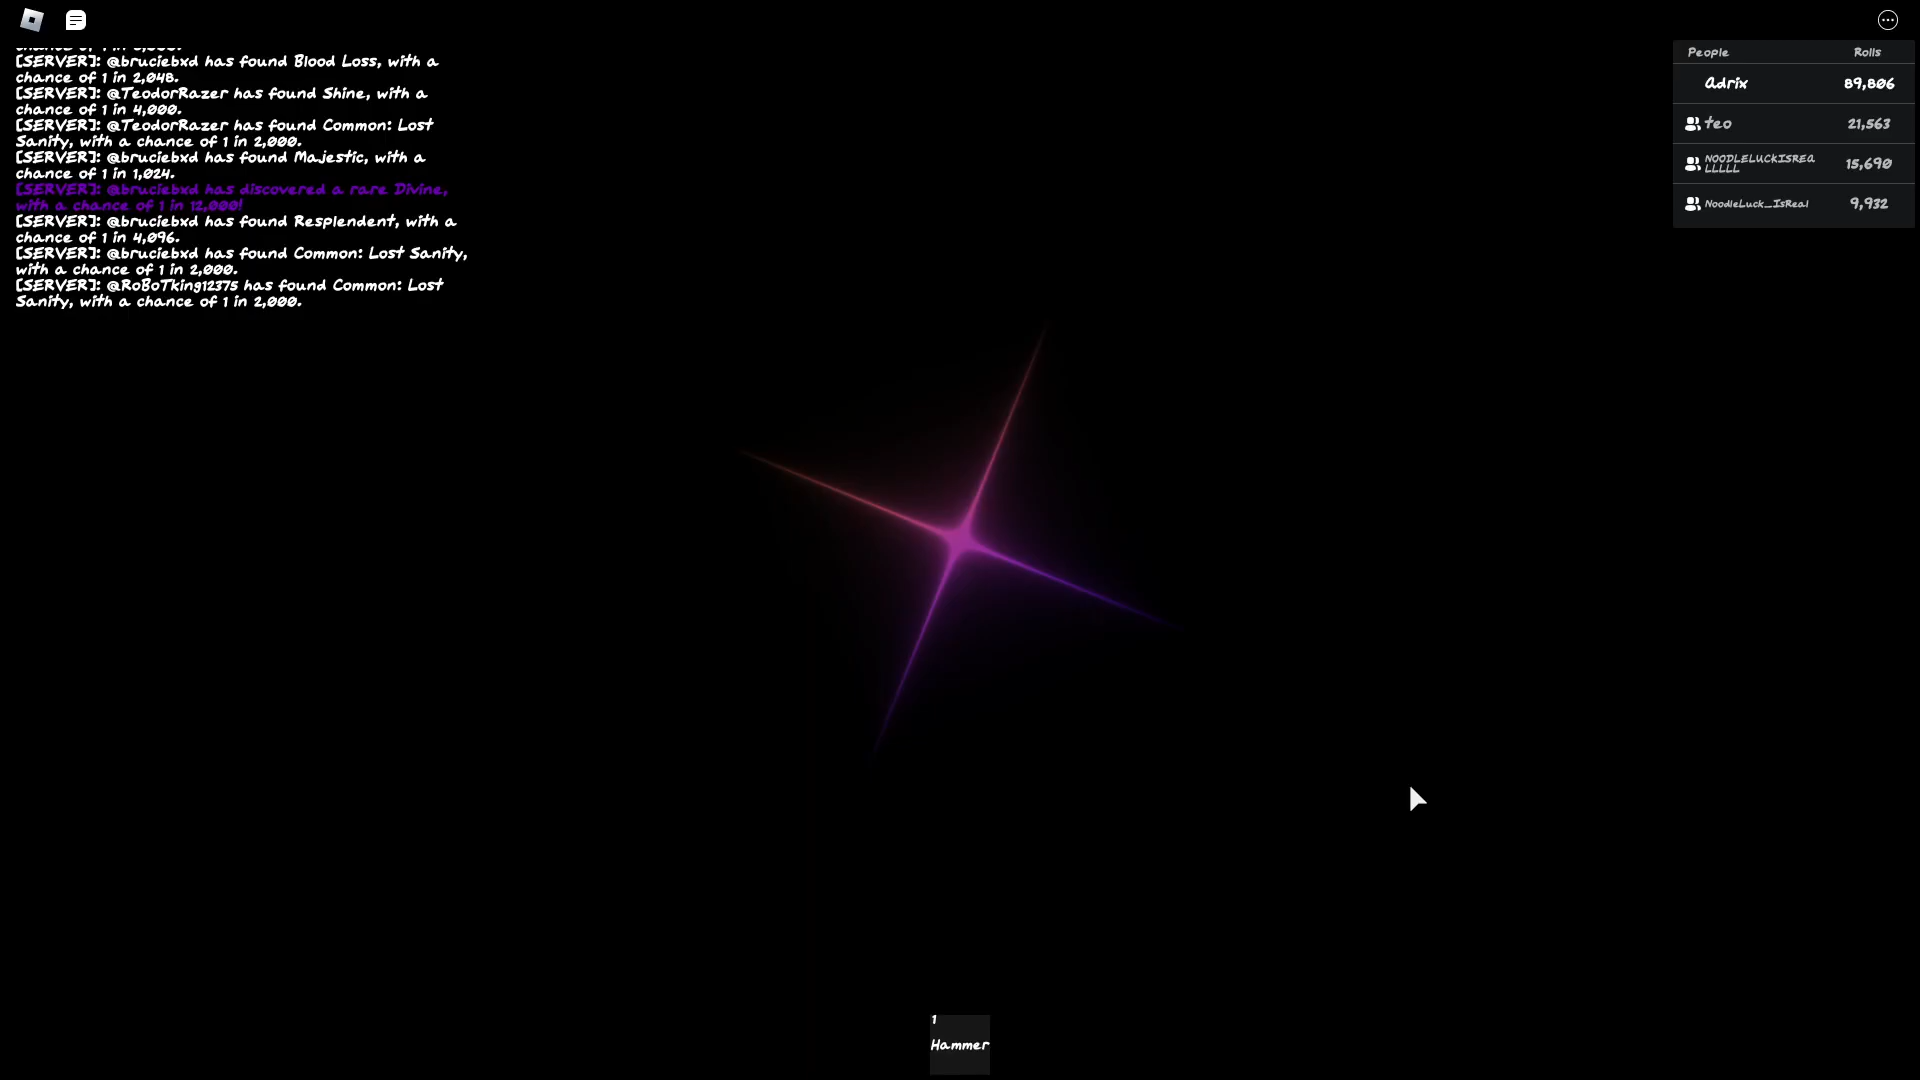 [SERVER]: @bruciebxd has found Blood Loss, with a
chance of 1 in 2,048.
[SERVER]: @TeodorRazer has found Shine, with a
chance of 1 in 4,000.
[SERVER]: @TeodorRazer has found Common: Lost
Sanity, with a chance of 1 in 2,000.
[SERVER]: @bruciebxd has found Majestic, with a
chance of 1 in 1,024.
[SERVER]: @bruciebxd has discovered a rare Divine,
with a chance of 1 in 12,000!
[SERVER]: @bruciebxd has found Resplendent, with a
chance of 1 in 4,096.
[SERVER]: @bruciebxd has found Common: Lost Sanity,
with a chance of 1 in 2,000.
[SERVER]: @RoBoTking12375 has found Common: Lost
Sanity, with a chance of 1 in 2,000.
People Rolls
Adrix 89,806
teo 21,563
NOODLELUCKISREA
LLLLL 15,690
NoodleLuck_IsReal 9,932
1
Hammer